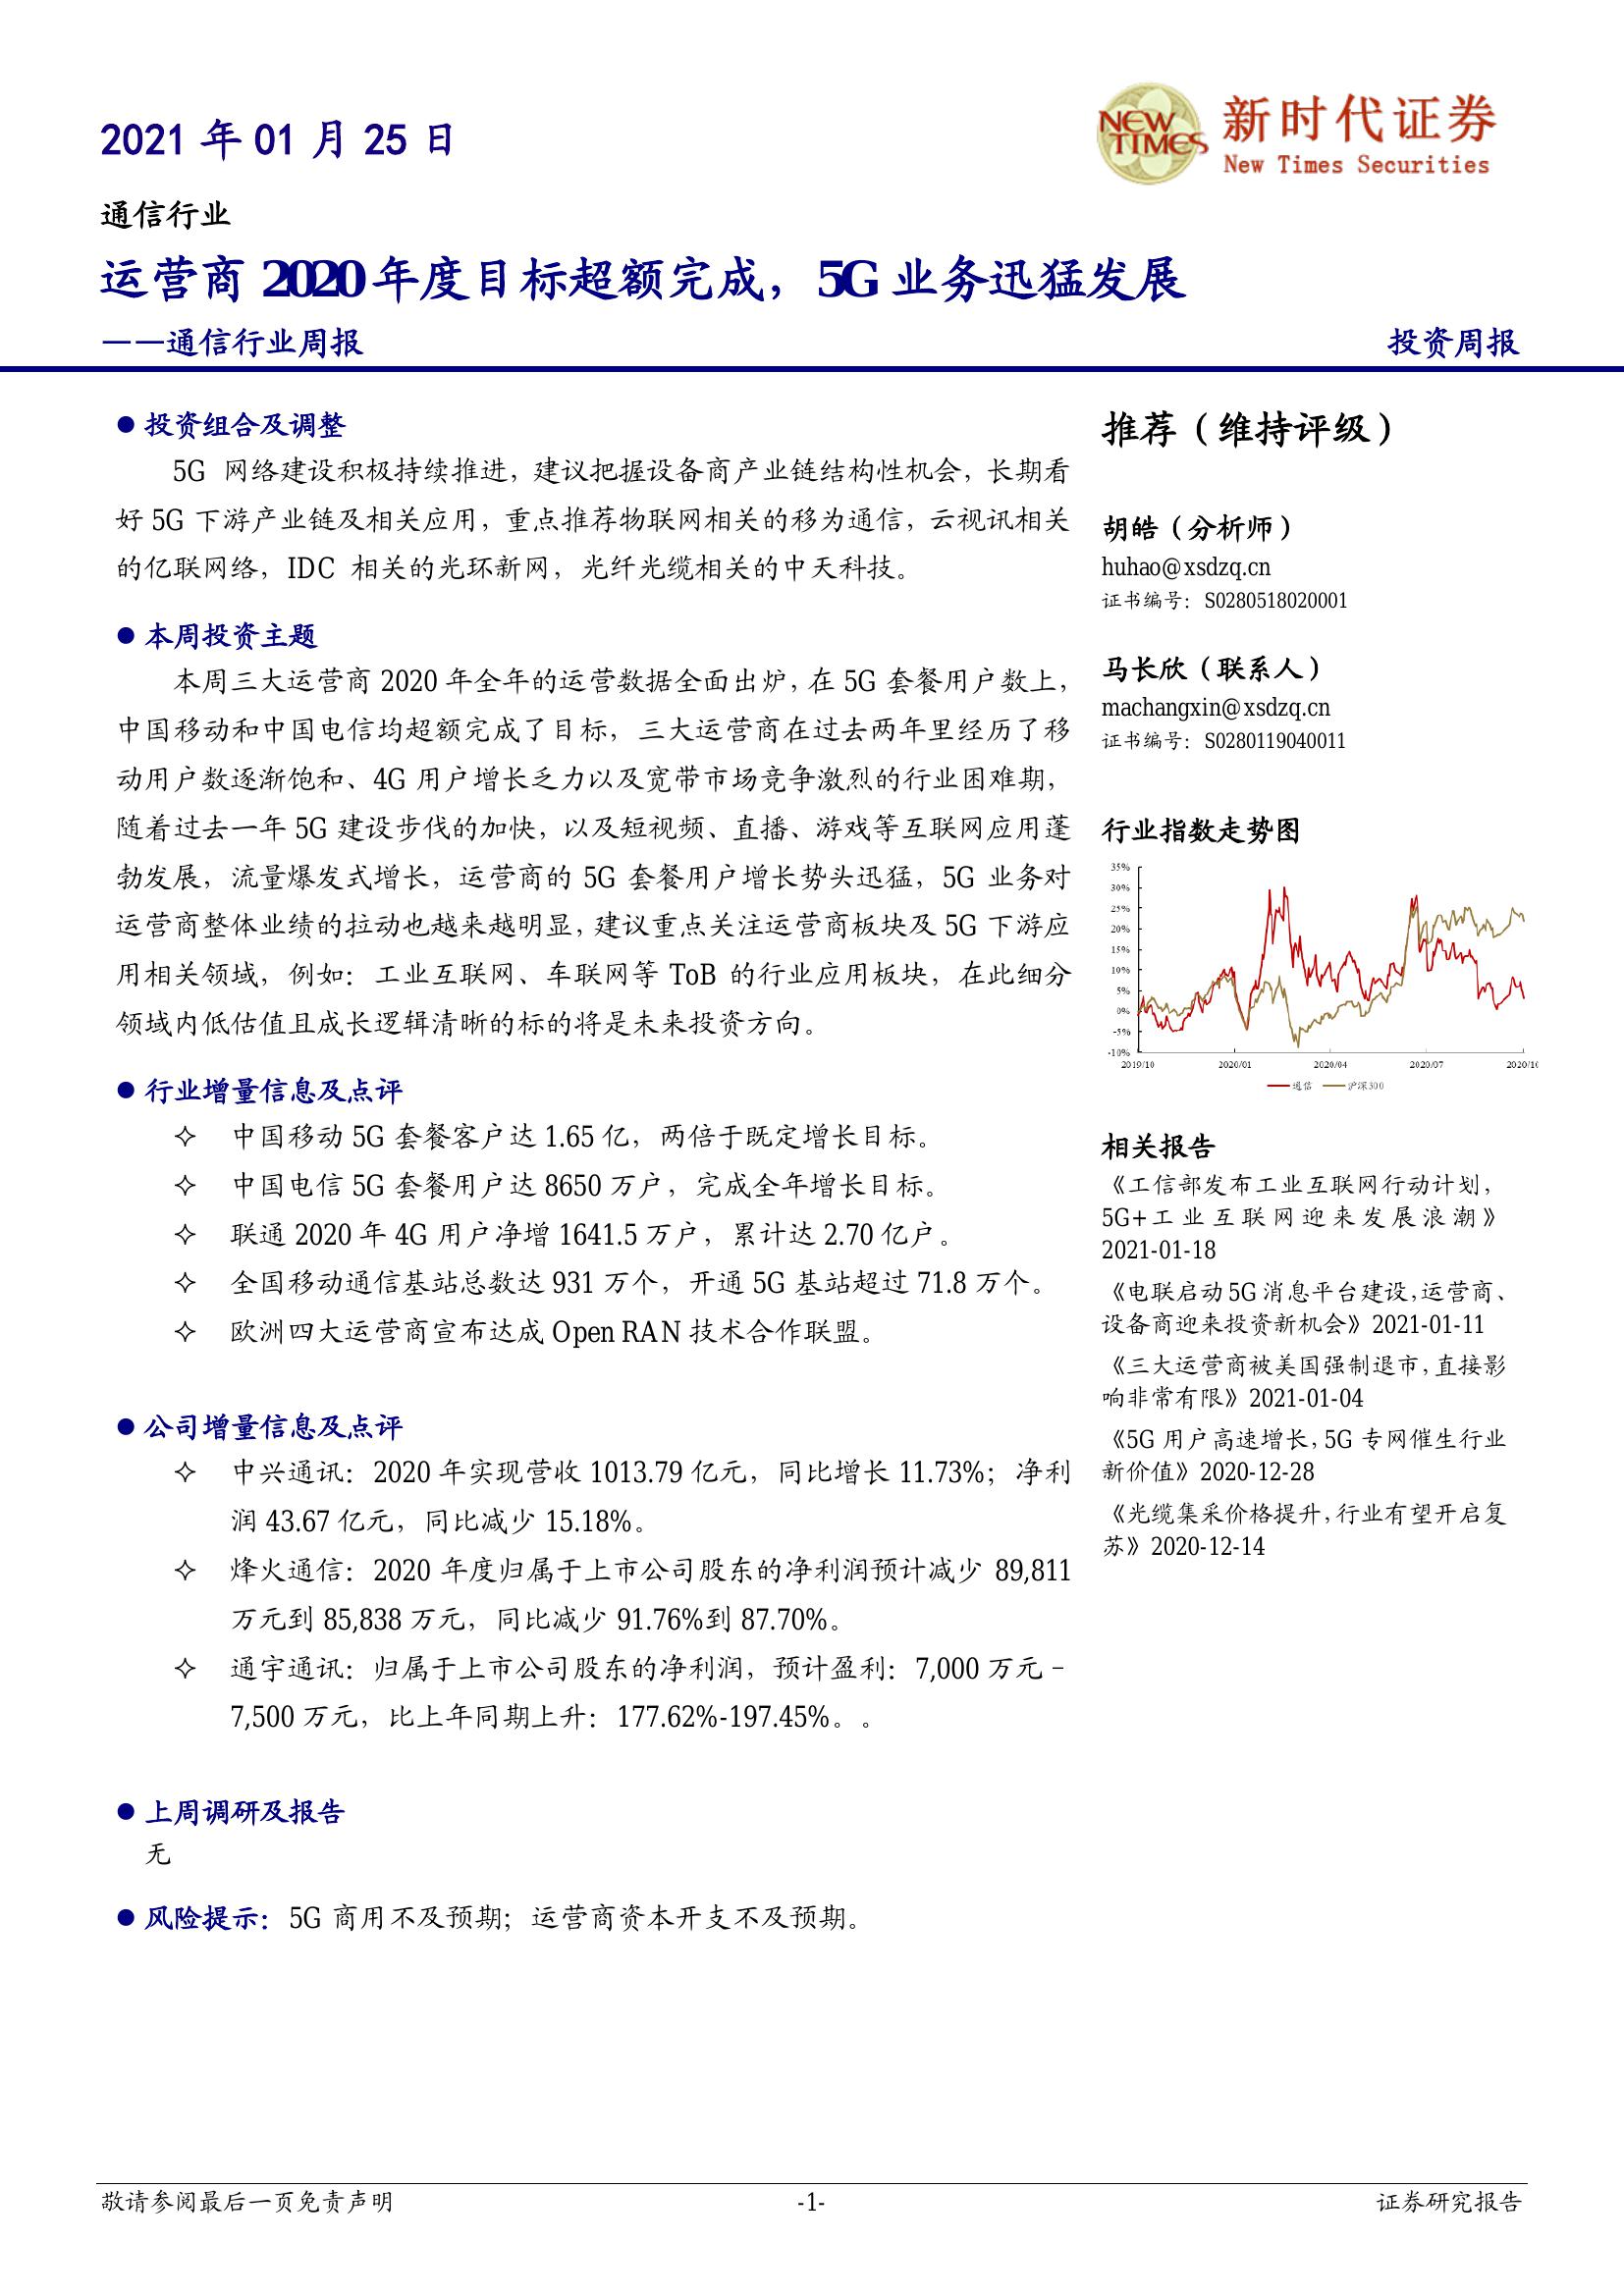 2021 年 01 月 25 日
NEW TIMES
新时代证券
New Times Securities
通信行业
运营商 2020 年度目标超额完成，5G 业务迅猛发展
——通信行业周报
投资周报
● 投资组合及调整
5G 网络建设积极持续推进，建议把握设备商产业链结构性机会，长期看
好 5G 下游产业链及相关应用，重点推荐物联网相关的移为通信，云视讯相关
的亿联网络，IDC 相关的光环新网，光纤光缆相关的中天科技。
● 本周投资主题
本周三大运营商 2020 年全年的运营数据全面出炉，在 5G 套餐用户数上，
中国移动和中国电信均超额完成了目标，三大运营商在过去两年里经历了移
动用户数逐渐饱和、4G 用户增长乏力以及宽带市场竞争激烈的行业困难期，
随着过去一年 5G 建设步伐的加快，以及短视频、直播、游戏等互联网应用蓬
勃发展，流量爆发式增长，运营商的 5G 套餐用户增长势头迅猛，5G 业务对
运营商整体业绩的拉动也越来越明显，建议重点关注运营商板块及 5G 下游应
用相关领域，例如：工业互联网、车联网等 ToB 的行业应用板块，在此细分
领域内低估值且成长逻辑清晰的标的将是未来投资方向。
● 行业增量信息及点评
✧ 中国移动 5G 套餐客户达 1.65 亿，两倍于既定增长目标。
✧ 中国电信 5G 套餐用户达 8650 万户，完成全年增长目标。
✧ 联通 2020 年 4G 用户净增 1641.5 万户，累计达 2.70 亿户。
✧ 全国移动通信基站总数达 931 万个，开通 5G 基站超过 71.8 万个。
✧ 欧洲四大运营商宣布达成 Open RAN 技术合作联盟。
● 公司增量信息及点评
✧ 中兴通讯：2020 年实现营收 1013.79 亿元，同比增长 11.73%；净利
润 43.67 亿元，同比减少 15.18%。
✧ 烽火通信：2020 年度归属于上市公司股东的净利润预计减少 89,811
万元到 85,838 万元，同比减少 91.76%到 87.70%。
✧ 通宇通讯：归属于上市公司股东的净利润，预计盈利：7,000 万元－
7,500 万元，比上年同期上升：177.62%-197.45%。。
● 上周调研及报告
无
● 风险提示：5G 商用不及预期；运营商资本开支不及预期。
推荐（维持评级）
胡皓（分析师）
huhao@xsdzq.cn
证书编号：S0280518020001
马长欣（联系人）
machangxin@xsdzq.cn
证书编号：S0280119040011
行业指数走势图
35%
30%
25%
20%
15%
10%
5%
0%
-5%
-10%
2019/10 2020/01 2020/04 2020/07 2020/10
通信 沪深300
相关报告
《工信部发布工业互联网行动计划，
5G+工业互联网迎来发展浪潮》
2021-01-18
《电联启动 5G 消息平台建设，运营商、
设备商迎来投资新机会》2021-01-11
《三大运营商被美国强制退市，直接影
响非常有限》2021-01-04
《5G 用户高速增长，5G 专网催生行业
新价值》2020-12-28
《光缆集采价格提升，行业有望开启复
苏》2020-12-14
敬请参阅最后一页免责声明
-1-
证券研究报告